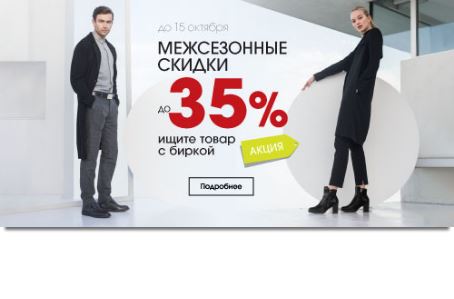 до 15 октября
МЕЖСЕЗОННЫЕ
СКИДКИ
до 35%
ищите товар
с биркой
АКЦИЯ
Подробнее